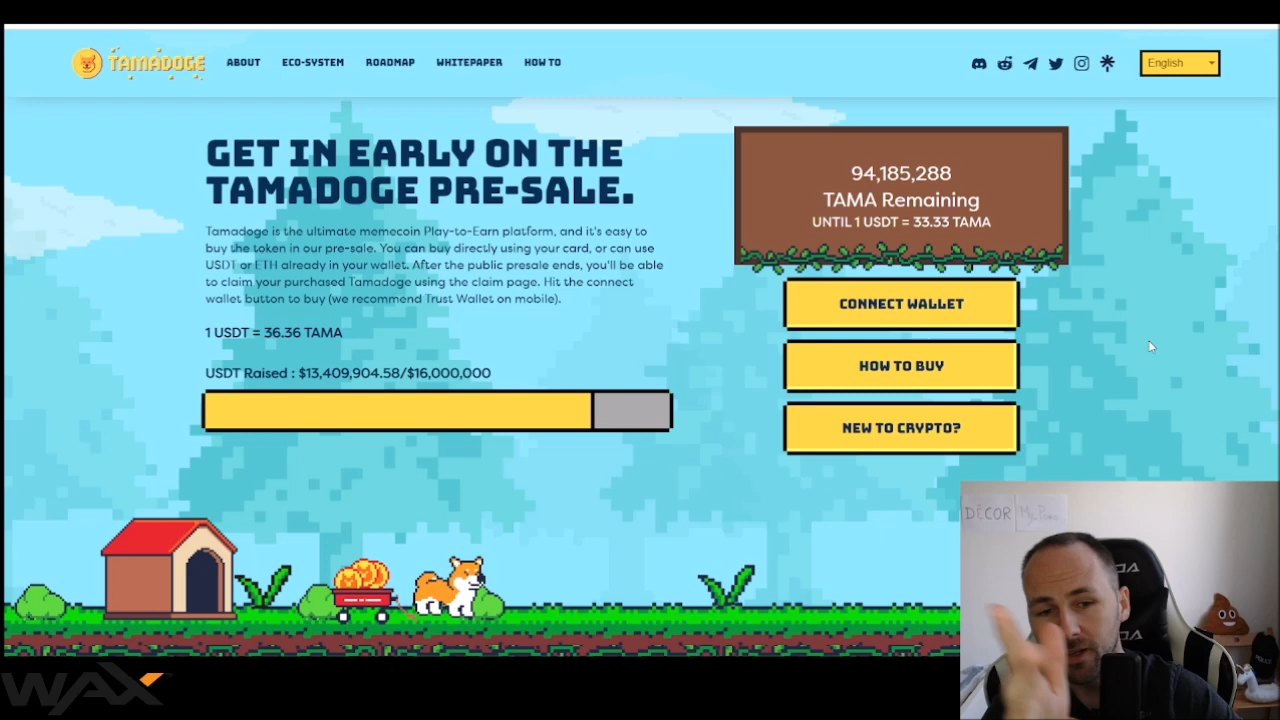 TAMADOGE
ABOUT
ECO-SYSTEM
ROADMAP
WHITEPAPER
HOW TO
English
GET IN EARLY ON THE
TAMADOGE PRE-SALE.
Tamadoge is the ultimate memecoin Play-to-Earn platform, and it's easy to
buy the token in our pre-sale. You can buy directly using your card, or can use
USDT or ETH already in your wallet. After the public presale ends, you'll be able
to claim your purchased Tamadoge using the claim page. Hit the connect
wallet button to buy (we recommend Trust Wallet on mobile).
1 USDT = 36.36 TAMA
USDT Raised : $13,409,904.58/$16,000,000
94,185,288
TAMA Remaining
UNTIL 1 USDT = 33.33 TAMA
CONNECT WALLET
HOW TO BUY
NEW TO CRYPTO?
DECOR
WAX